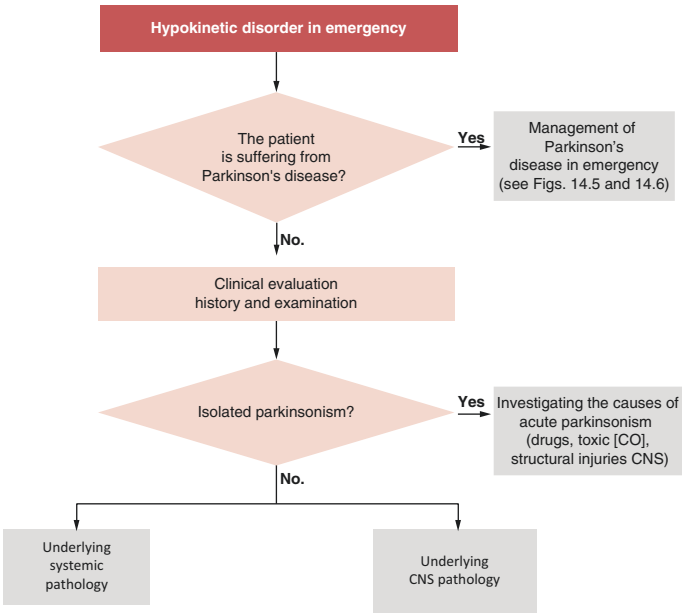 Hypokinetic disorder in emergency
The patient
is suffering from
Parkinson's disease?
Yes
Management of
Parkinson's
disease in emergency
(see Figs. 14.5 and 14.6)
No.
Clinical evaluation
history and examination
Isolated parkinsonism?
Yes
Investigating the causes of
acute parkinsonism
(drugs, toxic [CO],
structural injuries CNS)
No.
Underlying
systemic
pathology
Underlying
CNS pathology